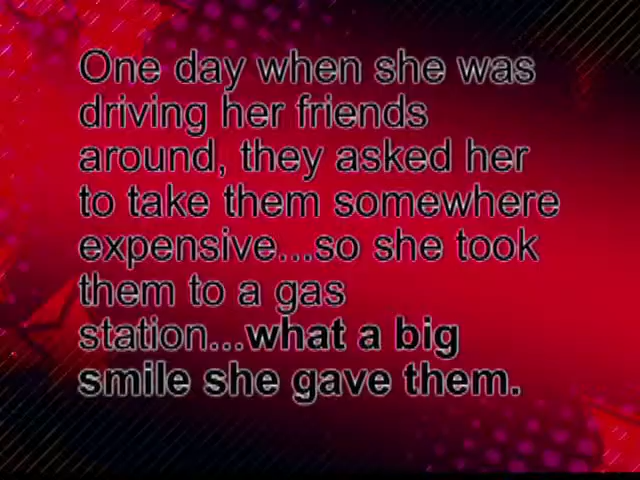 One day when she was
driving her friends
around, they asked her
to take them somewhere
expensive...so she took
them to a gas
station...what a big
smile she gave them.